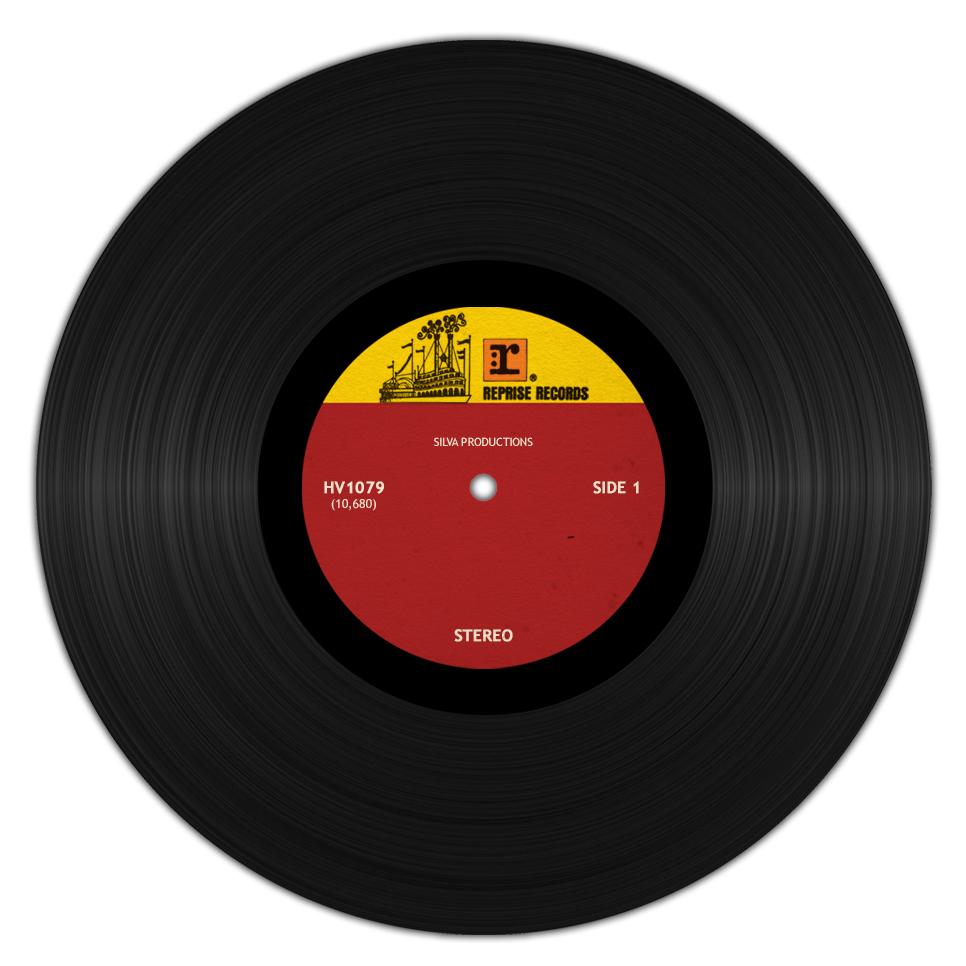 r
®
REPRISE RECORDS
SILVA PRODUCTIONS
HV1079
SIDE 1
(10,680)
STEREO